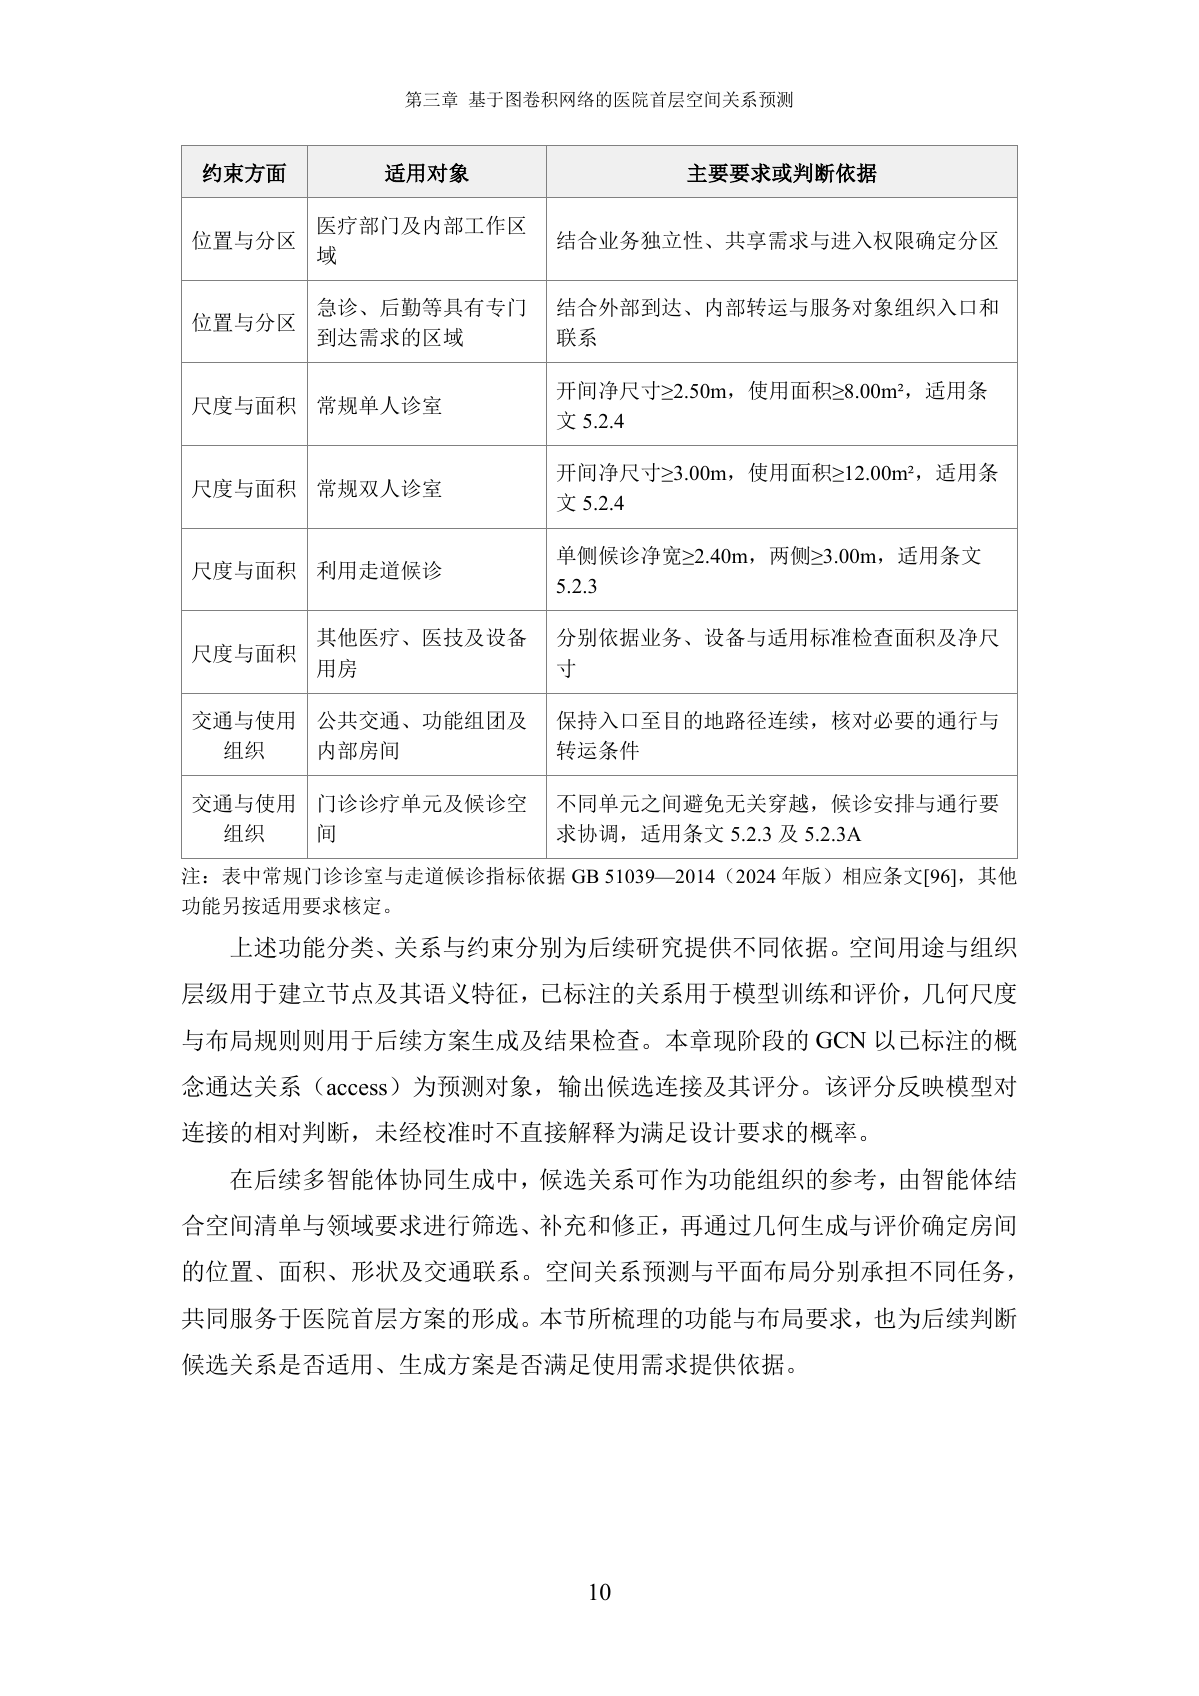 第三章 基于图卷积网络的医院首层空间关系预测
约束方面 适用对象 主要要求或判断依据
位置与分区 医疗部门及内部工作区域 结合业务独立性、共享需求与进入权限确定分区
位置与分区 急诊、后勤等具有专门到达需求的区域 结合外部到达、内部转运与服务对象组织入口和联系
尺度与面积 常规单人诊室 开间净尺寸≥2.50m，使用面积≥8.00m²，适用条文 5.2.4
尺度与面积 常规双人诊室 开间净尺寸≥3.00m，使用面积≥12.00m²，适用条文 5.2.4
尺度与面积 利用走道候诊 单侧候诊净宽≥2.40m，两侧≥3.00m，适用条文 5.2.3
尺度与面积 其他医疗、医技及设备用房 分别依据业务、设备与适用标准检查面积及净尺寸
交通与使用组织 公共交通、功能组团及内部房间 保持入口至目的地路径连续，核对必要的通行与转运条件
交通与使用组织 门诊诊疗单元及候诊空间 不同单元之间避免无关穿越，候诊安排与通行要求协调，适用条文 5.2.3 及 5.2.3A
注：表中常规门诊诊室与走道候诊指标依据 GB 51039—2014（2024 年版）相应条文[96]，其他
功能另按适用要求核定。
上述功能分类、关系与约束分别为后续研究提供不同依据。空间用途与组织
层级用于建立节点及其语义特征，已标注的关系用于模型训练和评价，几何尺度
与布局规则则用于后续方案生成及结果检查。本章现阶段的 GCN 以已标注的概
念通达关系（access）为预测对象，输出候选连接及其评分。该评分反映模型对
连接的相对判断，未经校准时不直接解释为满足设计要求的概率。
在后续多智能体协同生成中，候选关系可作为功能组织的参考，由智能体结
合空间清单与领域要求进行筛选、补充和修正，再通过几何生成与评价确定房间
的位置、面积、形状及交通联系。空间关系预测与平面布局分别承担不同任务，
共同服务于医院首层方案的形成。本节所梳理的功能与布局要求，也为后续判断
候选关系是否适用、生成方案是否满足使用需求提供依据。
10